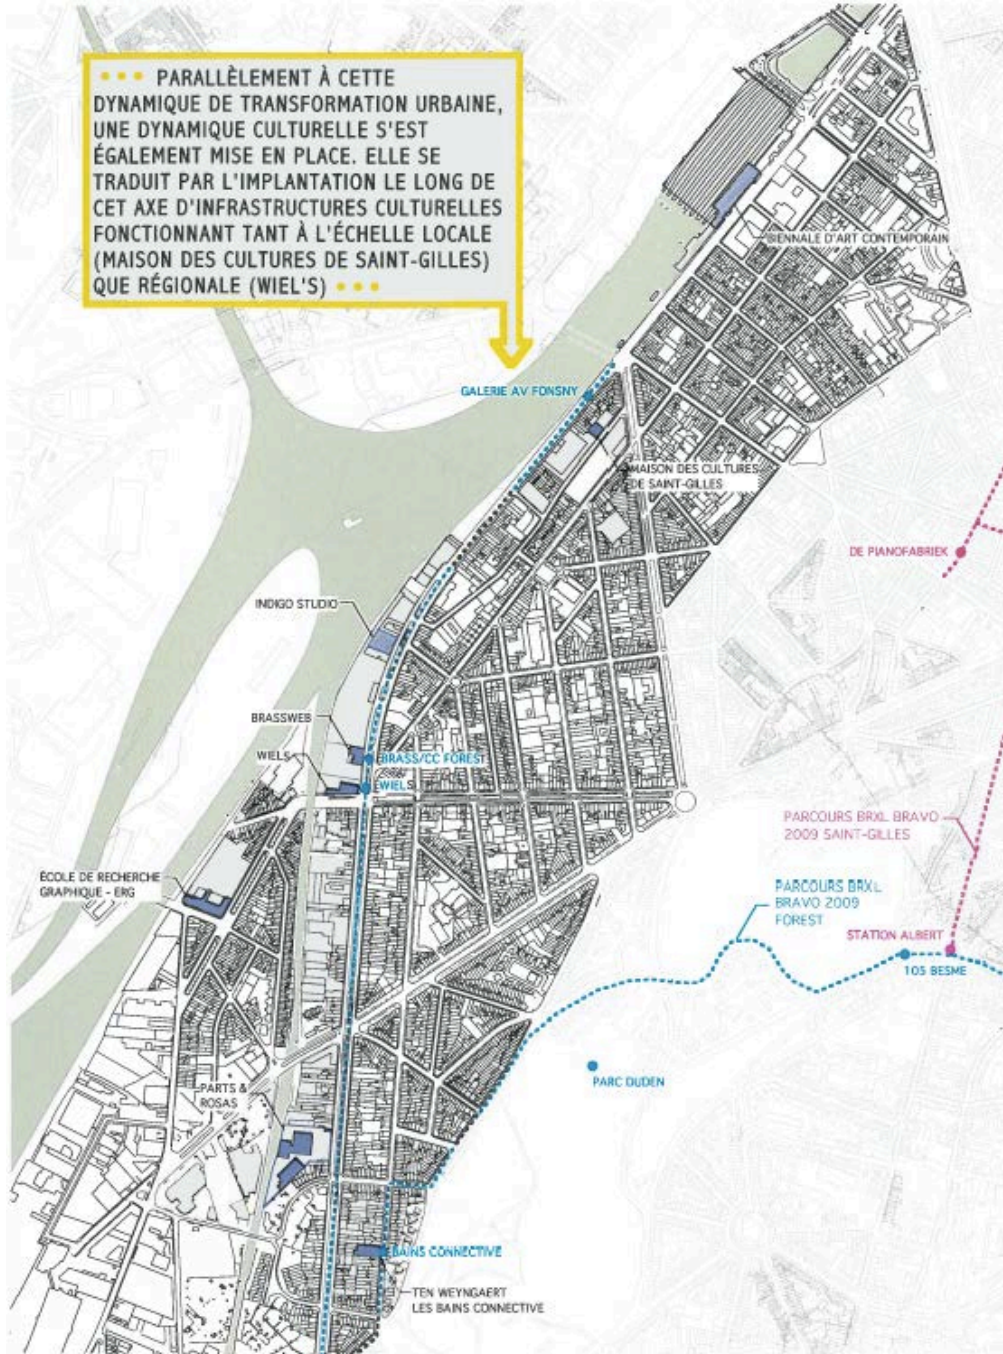 ••• PARALLÈLEMENT À CETTE
DYNAMIQUE DE TRANSFORMATION URBAINE,
UNE DYNAMIQUE CULTURELLE S'EST
ÉGALEMENT MISE EN PLACE. ELLE SE
TRADUIT PAR L'IMPLANTATION LE LONG DE
CET AXE D'INFRASTRUCTURES CULTURELLES
FONCTIONNANT TANT À L'ÉCHELLE LOCALE
(MAISON DES CULTURES DE SAINT-GILLES)
QUE RÉGIONALE (WIEL'S) •••
BIENNALE D'ART CONTEMPORAIN
GALERIE AV FONSNY
MAISON DES CULTURES
DE SAINT-GILLES
DE PIANOFABRIEK
INDIGO STUDIO
BRASSWEB
BRASS/CC FOREST
WIELS
WIELS
PARCOURS BRXL BRAVO
2009 SAINT-GILLES
ÉCOLE DE RECHERCHE
GRAPHIQUE - ERG
PARCOURS BRXL
BRAVO 2009
FOREST
STATION ALBERT
105 BESME
PARC DUDEN
PARTS &
ROSAS
BAINS CONNECTIVE
TEN WEYNGAERT
LES BAINS CONNECTIVE